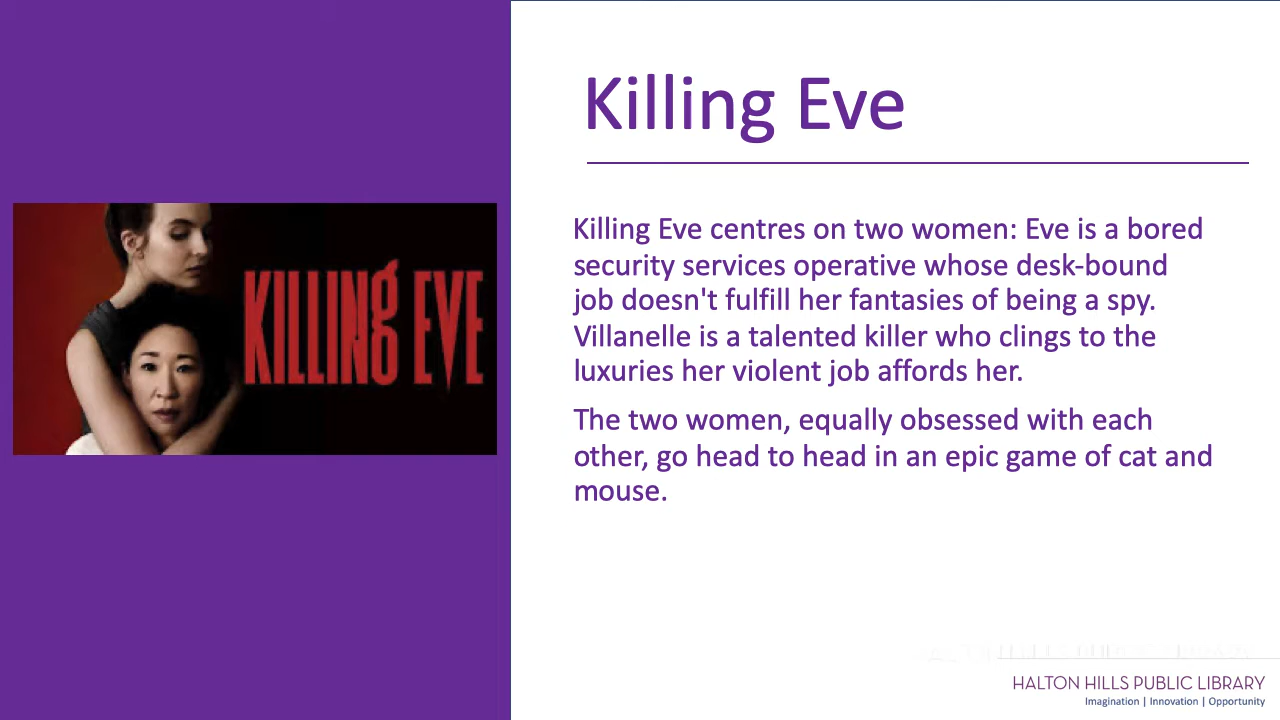 Killing Eve
KILLING EVE
Killing Eve centres on two women: Eve is a bored
security services operative whose desk-bound
job doesn't fulfill her fantasies of being a spy.
Villanelle is a talented killer who clings to the
luxuries her violent job affords her.
The two women, equally obsessed with each
other, go head to head in an epic game of cat and
mouse.
HALTON HILLS PUBLIC LIBRARY
Imagination | Innovation | Opportunity